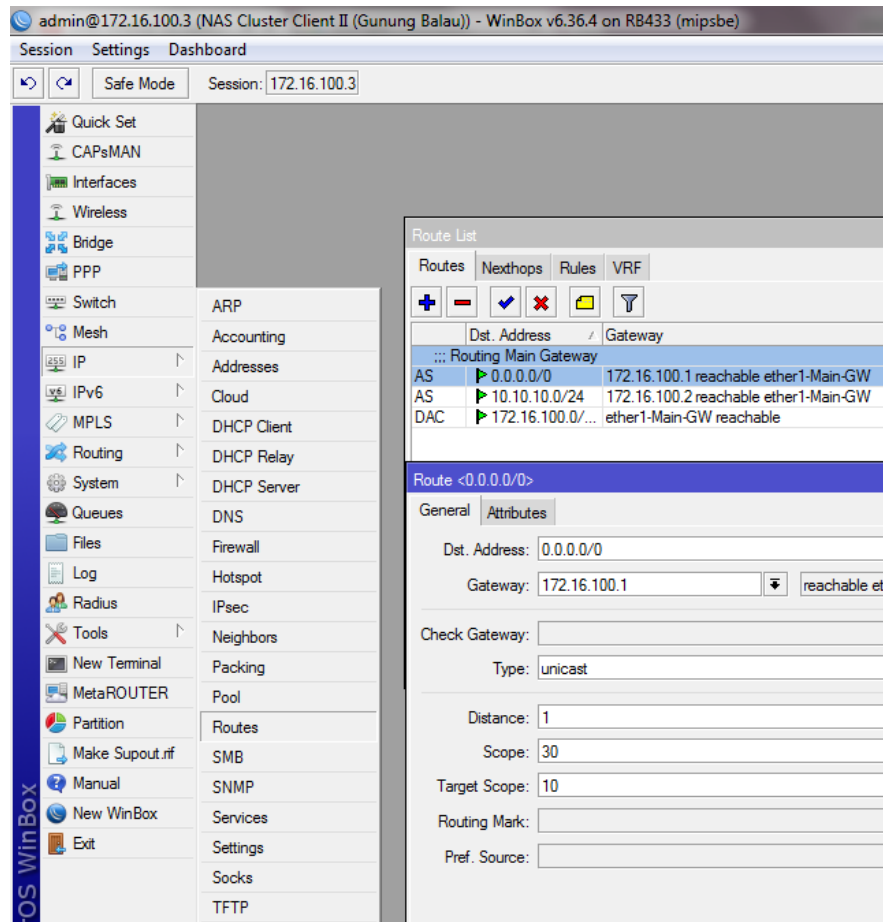 admin@172.16.100.3 (NAS Cluster Client II (Gunung Balau)) - WinBox v6.36.4 on RB433 (mipsbe)
Session Settings Dashboard
Safe Mode Session: 172.16.100.3
Quick Set
CAPsMAN
Interfaces
Wireless
Bridge
PPP
Switch
Mesh
255 IP
v6 IPv6
MPLS
Routing
System
Queues
Files
Log
Radius
Tools
New Terminal
MetaROUTER
Partition
Make Supout.rif
Manual
New WinBox
Exit
OS WinBox
ARP
Accounting
Addresses
Cloud
DHCP Client
DHCP Relay
DHCP Server
DNS
Firewall
Hotspot
IPsec
Neighbors
Packing
Pool
Routes
SMB
SNMP
Services
Settings
Socks
TFTP
Route List
Routes Nexthops Rules VRF
Dst. Address / Gateway
;;; Routing Main Gateway
AS 0.0.0.0/0 172.16.100.1 reachable ether1-Main-GW
AS 10.10.10.0/24 172.16.100.2 reachable ether1-Main-GW
DAC 172.16.100.0/... ether1-Main-GW reachable
Route <0.0.0.0/0>
General Attributes
Dst. Address: 0.0.0.0/0
Gateway: 172.16.100.1 reachable et
Check Gateway:
Type: unicast
Distance: 1
Scope: 30
Target Scope: 10
Routing Mark:
Pref. Source: